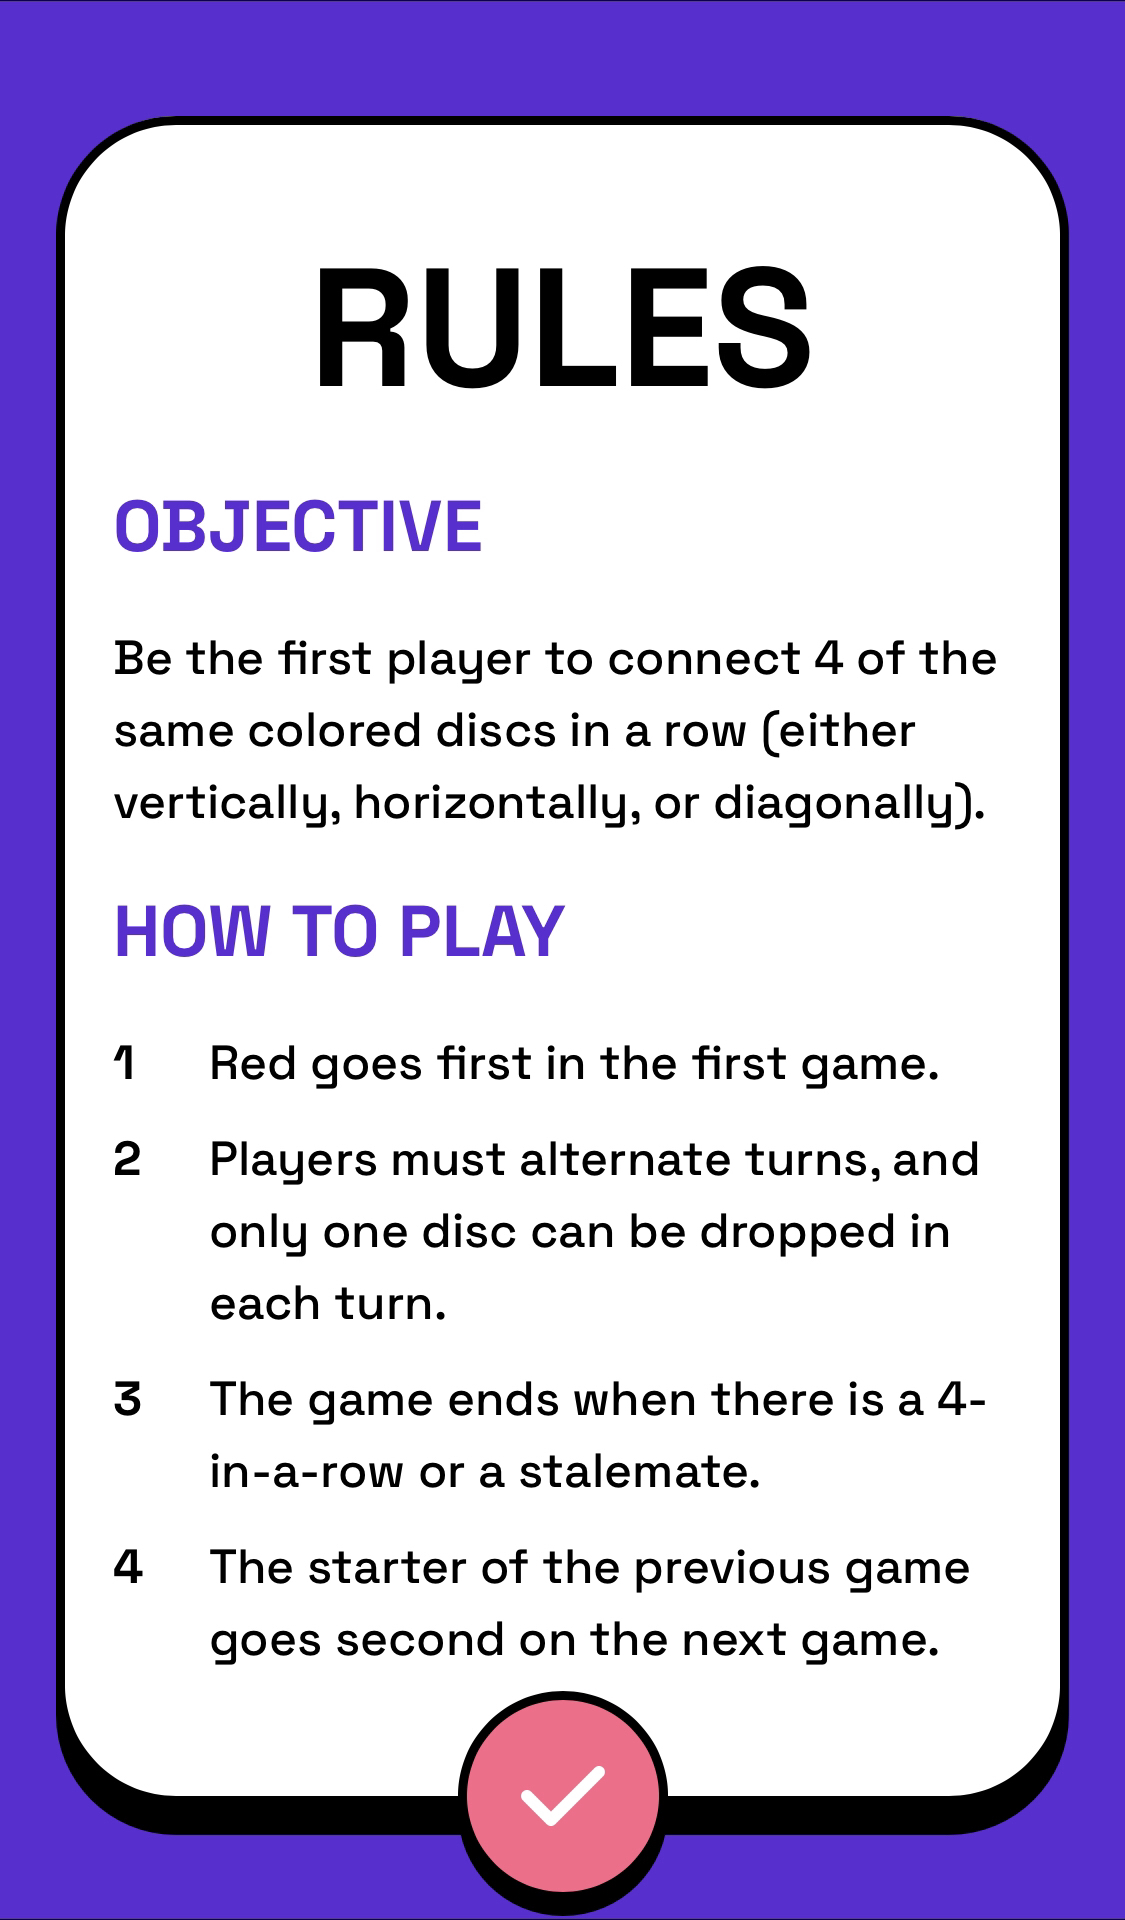 RULES
OBJECTIVE
Be the first player to connect 4 of the
same colored discs in a row (either
vertically, horizontally, or diagonally).
HOW TO PLAY
1 Red goes first in the first game.
2 Players must alternate turns, and
only one disc can be dropped in
each turn.
3 The game ends when there is a 4-
in-a-row or a stalemate.
4 The starter of the previous game
goes second on the next game.